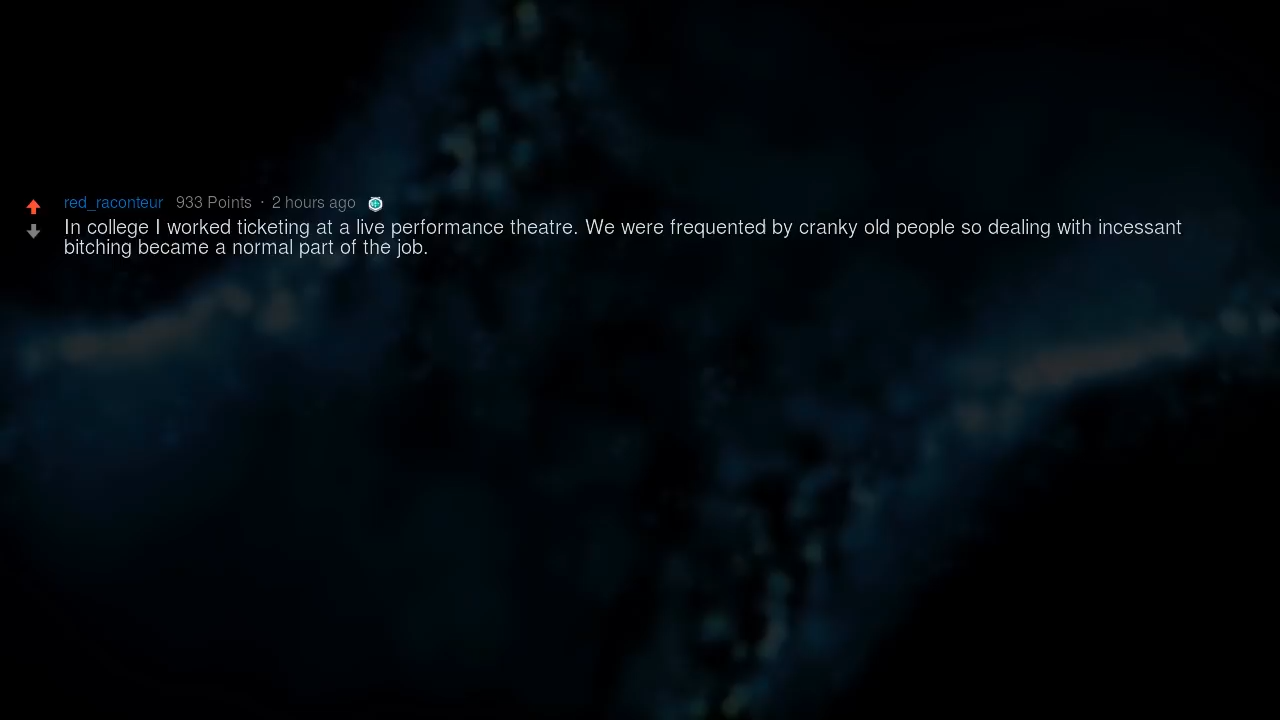 red_raconteur 933 Points · 2 hours ago
In college I worked ticketing at a live performance theatre. We were frequented by cranky old people so dealing with incessant
bitching became a normal part of the job.